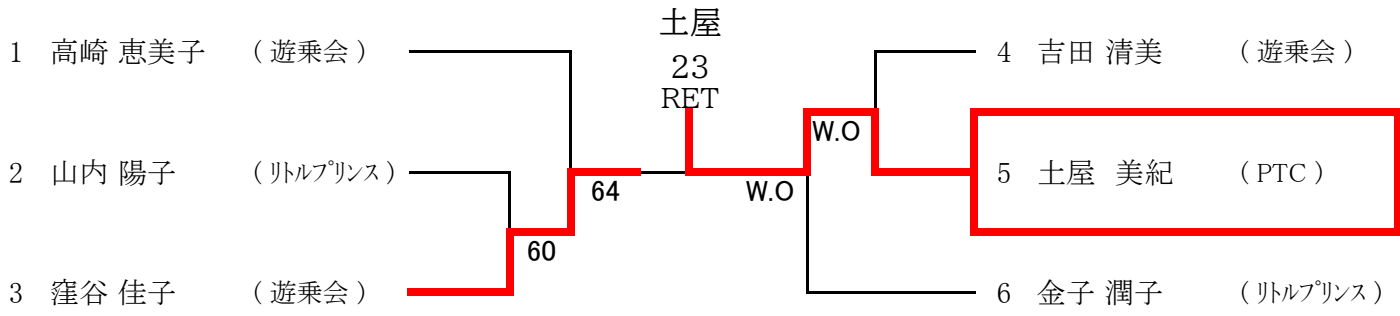 土屋
1 高崎 恵美子 ( 遊乗会 )
4 吉田 清美 ( 遊乗会 )
23
RET
W.O
2 山内 陽子 ( ﾘﾄﾙﾌﾟﾘﾝｽ )
5 土屋 美紀 ( PTC )
64
W.O
60
3 窪谷 佳子 ( 遊乗会 )
6 金子 潤子 ( ﾘﾄﾙﾌﾟﾘﾝｽ )